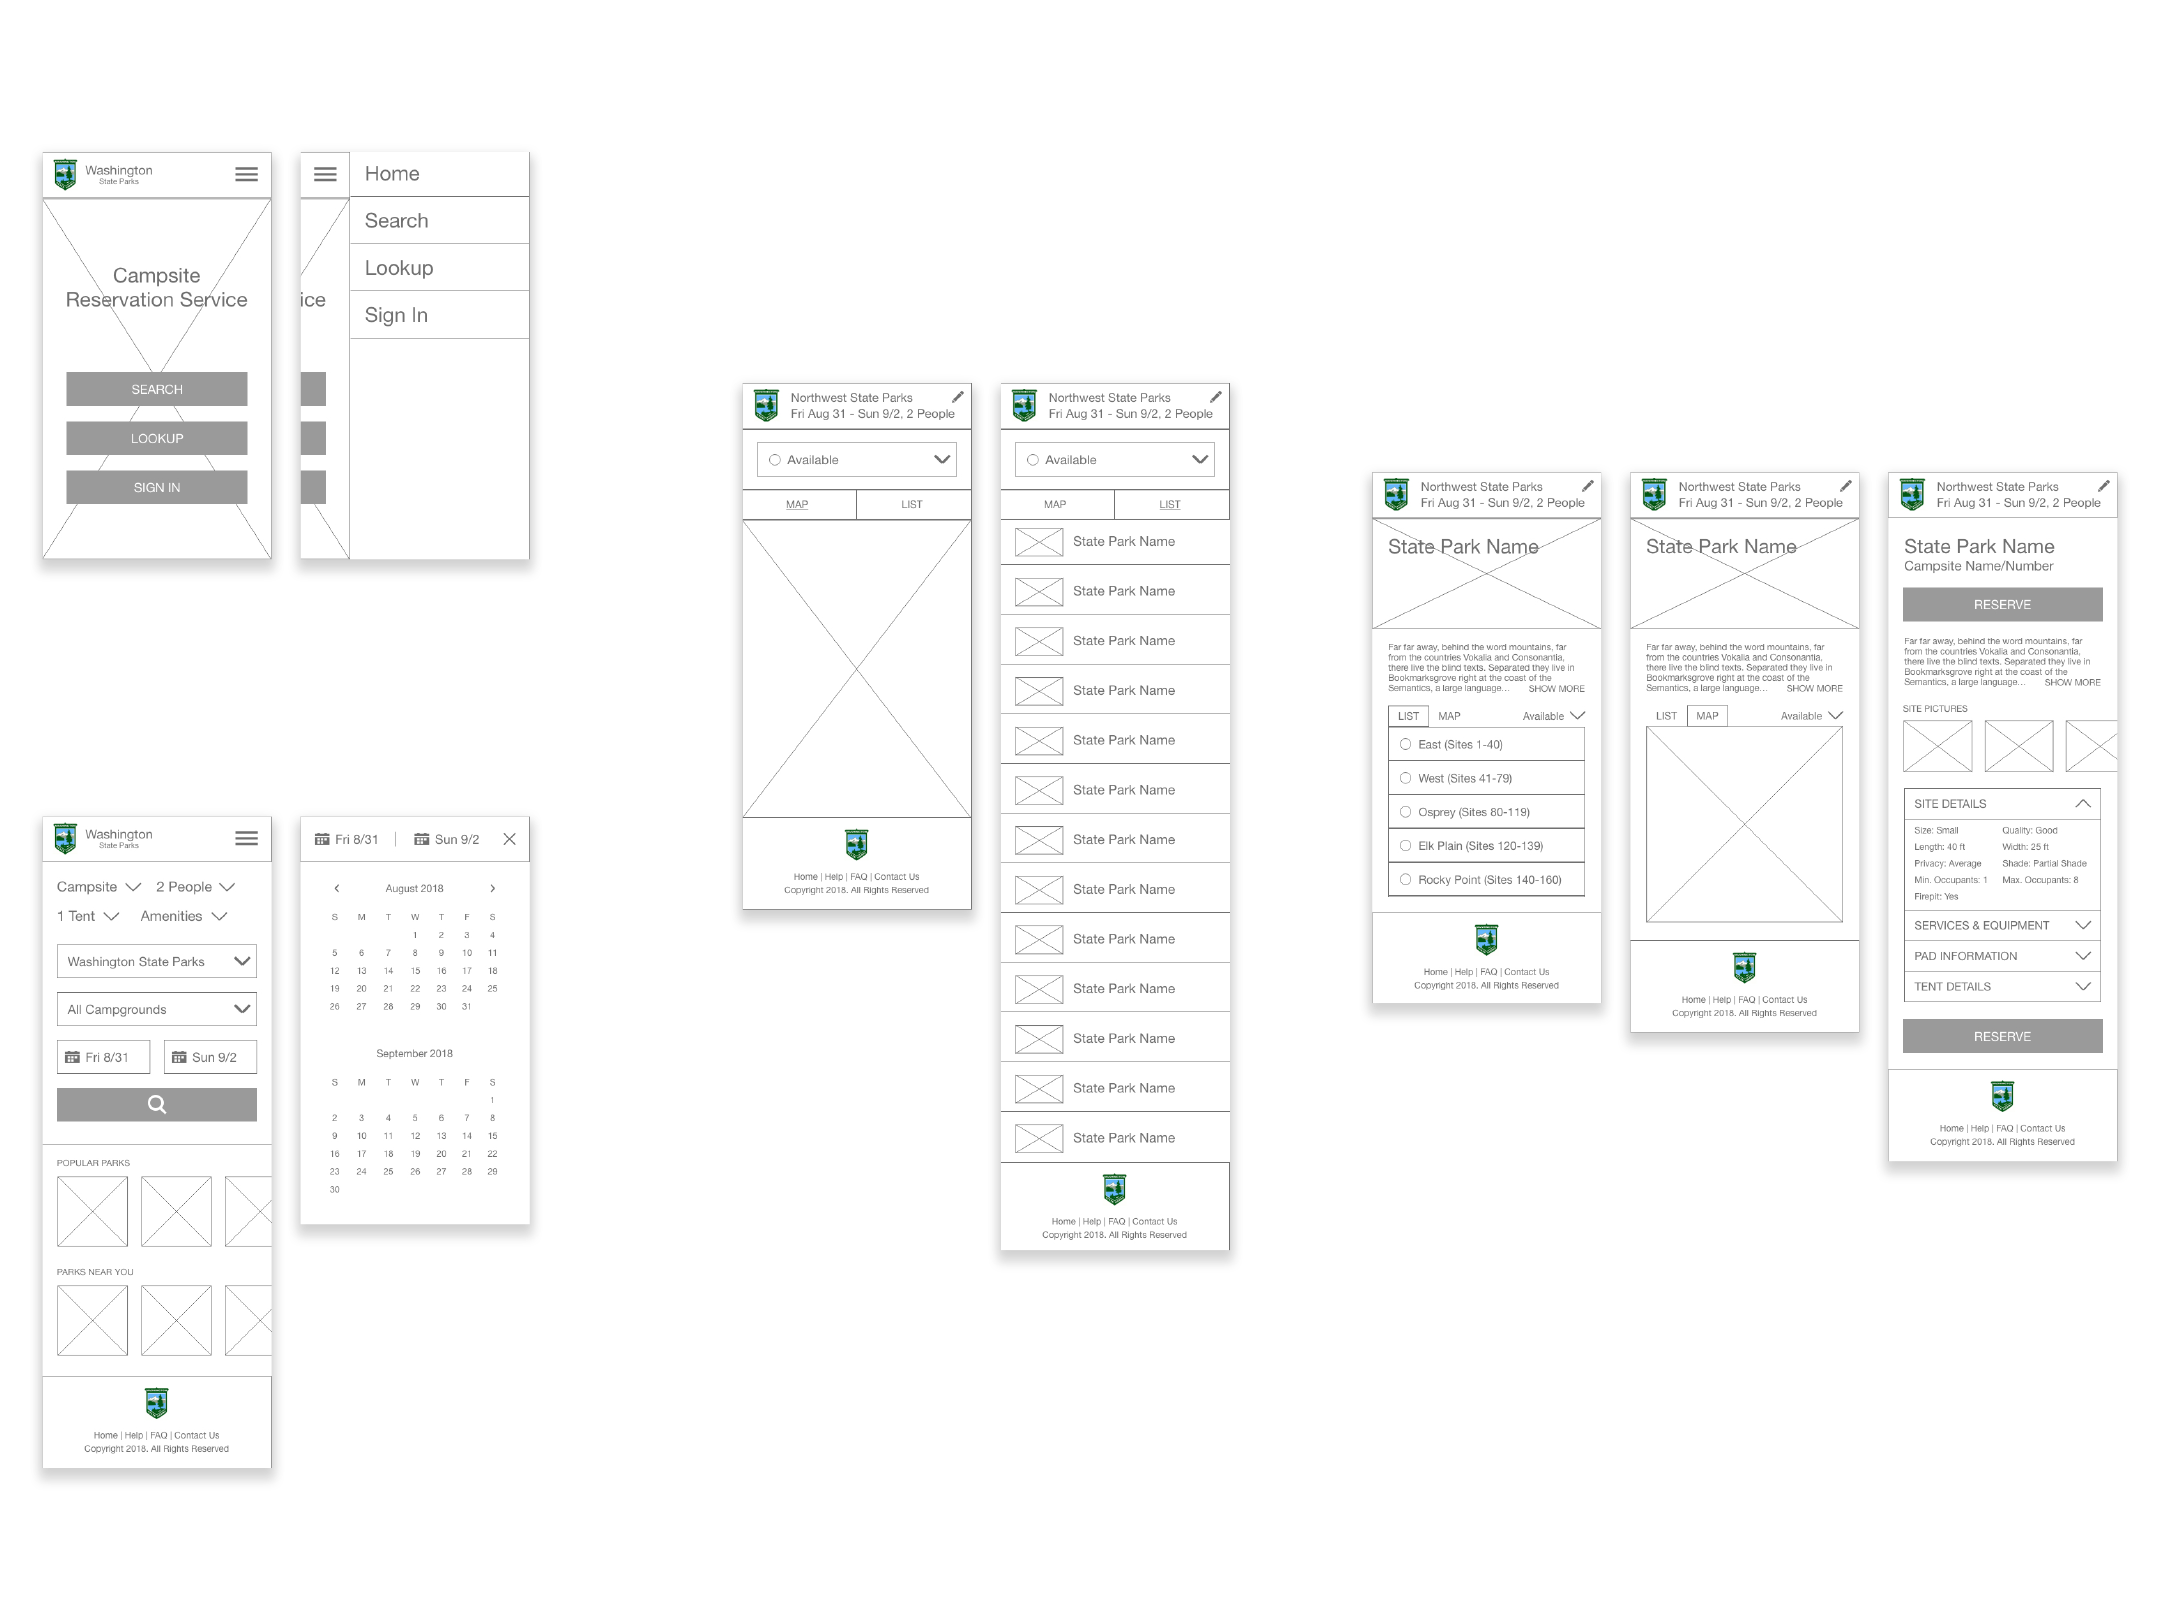 Washington
State Parks
Campsite
Reservation Service
SEARCH
LOOKUP
SIGN IN
ice
Home
Search
Lookup
Sign In
Washington
State Parks
Campsite 2 People
1 Tent Amenities
Washington State Parks
All Campgrounds
Fri 8/31 Sun 9/2
POPULAR PARKS
PARKS NEAR YOU
Home | Help | FAQ | Contact Us
Copyright 2018. All Rights Reserved
Fri 8/31 | Sun 9/2
August 2018
S M T W T F S
1 2 3 4
5 6 7 8 9 10 11
12 13 14 15 16 17 18
19 20 21 22 23 24 25
26 27 28 29 30 31
September 2018
S M T W T F S
1
2 3 4 5 6 7 8
9 10 11 12 13 14 15
16 17 18 19 20 21 22
23 24 25 26 27 28 29
30
Northwest State Parks
Fri Aug 31 - Sun 9/2, 2 People
Available
MAP LIST
Home | Help | FAQ | Contact Us
Copyright 2018. All Rights Reserved
Northwest State Parks
Fri Aug 31 - Sun 9/2, 2 People
Available
MAP LIST
State Park Name
State Park Name
State Park Name
State Park Name
State Park Name
State Park Name
State Park Name
State Park Name
State Park Name
State Park Name
State Park Name
State Park Name
State Park Name
Home | Help | FAQ | Contact Us
Copyright 2018. All Rights Reserved
Northwest State Parks
Fri Aug 31 - Sun 9/2, 2 People
State Park Name
Far far away, behind the word mountains, far
from the countries Vokalia and Consonantia,
there live the blind texts. Separated they live in
Bookmarksgrove right at the coast of the
Semantics, a large language... SHOW MORE
LIST MAP Available
East (Sites 1-40)
West (Sites 41-79)
Osprey (Sites 80-119)
Elk Plain (Sites 120-139)
Rocky Point (Sites 140-160)
Home | Help | FAQ | Contact Us
Copyright 2018. All Rights Reserved
Northwest State Parks
Fri Aug 31 - Sun 9/2, 2 People
State Park Name
Far far away, behind the word mountains, far
from the countries Vokalia and Consonantia,
there live the blind texts. Separated they live in
Bookmarksgrove right at the coast of the
Semantics, a large language... SHOW MORE
LIST MAP Available
Home | Help | FAQ | Contact Us
Copyright 2018. All Rights Reserved
Northwest State Parks
Fri Aug 31 - Sun 9/2, 2 People
State Park Name
Campsite Name/Number
RESERVE
Far far away, behind the word mountains, far
from the countries Vokalia and Consonantia,
there live the blind texts. Separated they live in
Bookmarksgrove right at the coast of the
Semantics, a large language... SHOW MORE
SITE PICTURES
SITE DETAILS
Size: Small Quality: Good
Length: 40 ft Width: 25 ft
Privacy: Average Shade: Partial Shade
Min. Occupants: 1 Max. Occupants: 8
Firepit: Yes
SERVICES & EQUIPMENT
PAD INFORMATION
TENT DETAILS
RESERVE
Home | Help | FAQ | Contact Us
Copyright 2018. All Rights Reserved